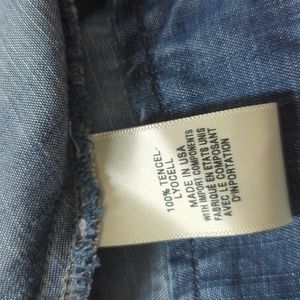 100% TENCEL-
LYOCELL
MADE IN USA
WITH IMPORT COMPONENTS
FABRIQUÉ EN ÉTATS UNIS
AVEC LE COMPOSANT
D'IMPORTATION